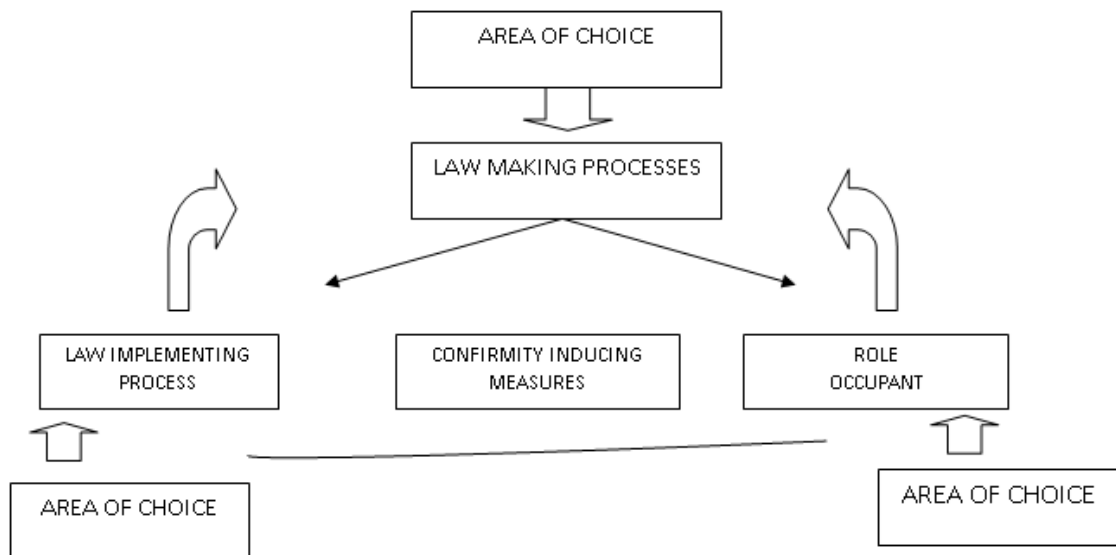 AREA OF CHOICE
LAW MAKING PROCESSES
LAW IMPLEMENTING
PROCESS
CONFIRMITY INDUCING
MEASURES
ROLE
OCCUPANT
AREA OF CHOICE
AREA OF CHOICE